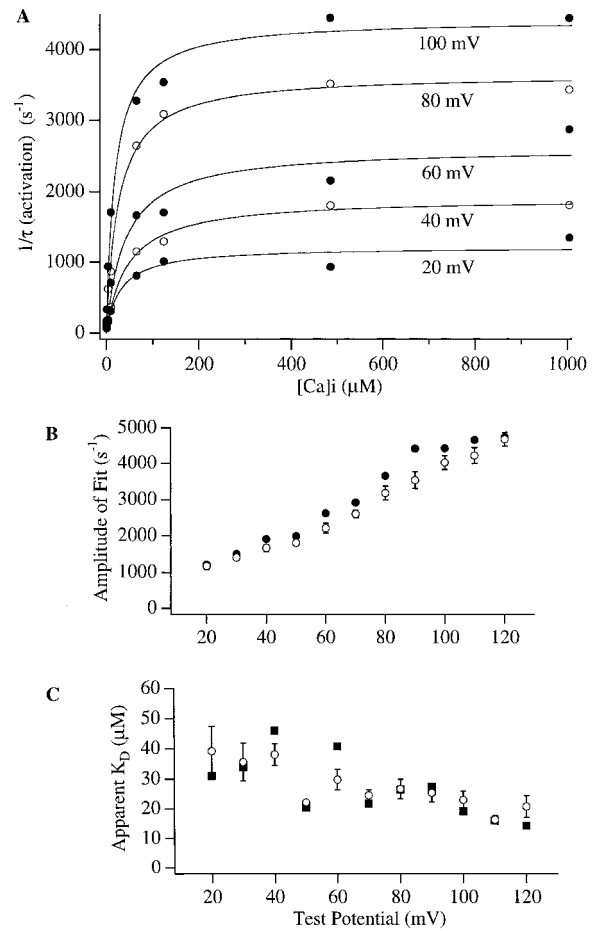 A
1/τ (activation) (s⁻¹)
4000
3000
2000
1000
0
100 mV
80 mV
60 mV
40 mV
20 mV
0 200 400 600 800 1000
[Ca]i (µM)
B
Amplitude of Fit (s⁻¹)
5000
4000
3000
2000
1000
0
20 40 60 80 100 120
C
Apparent K_D (µM)
60
50
40
30
20
10
0
20 40 60 80 100 120
Test Potential (mV)